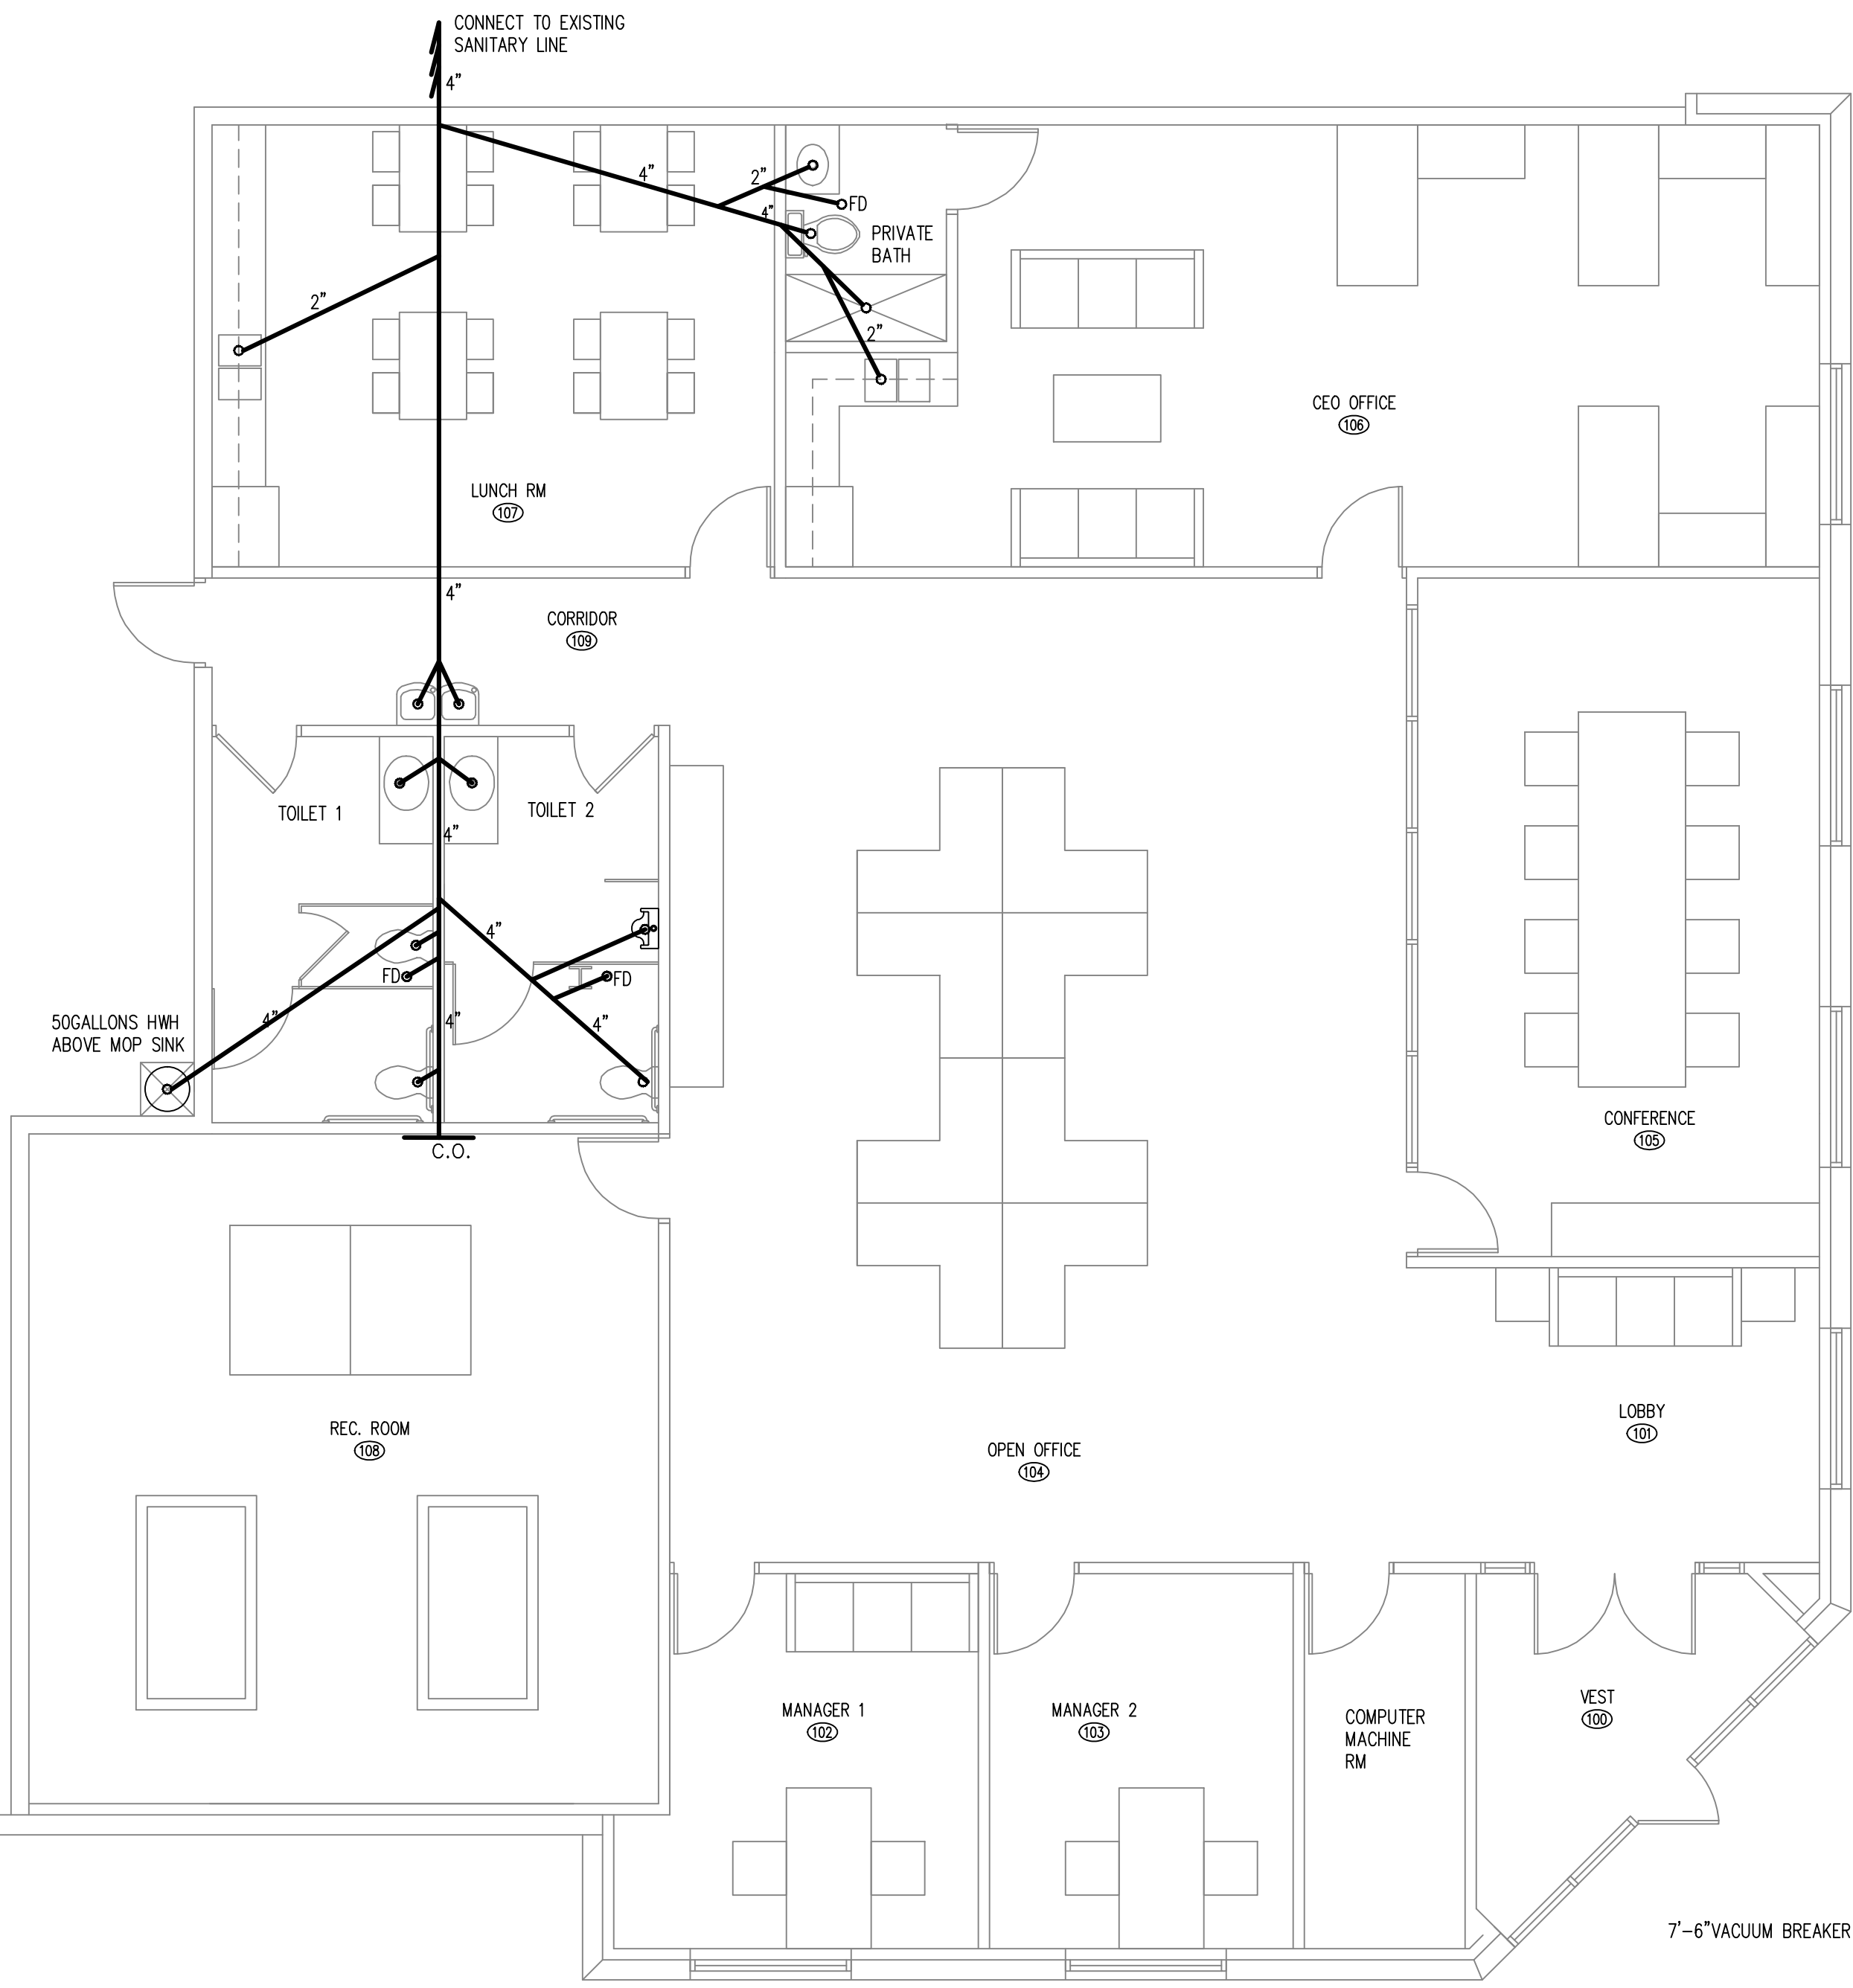 CONNECT TO EXISTING
SANITARY LINE
4"
4"
2"
4"
FD
PRIVATE
BATH
2"
2"
CEO OFFICE
106
LUNCH RM
107
4"
CORRIDOR
109
TOILET 1
TOILET 2
4"
4"
FD
FD
4"
4"
4"
50GALLONS HWH
ABOVE MOP SINK
C.O.
CONFERENCE
105
REC. ROOM
108
OPEN OFFICE
104
LOBBY
101
MANAGER 1
102
MANAGER 2
103
COMPUTER
MACHINE
RM
VEST
100
7'-6"VACUUM BREAKER